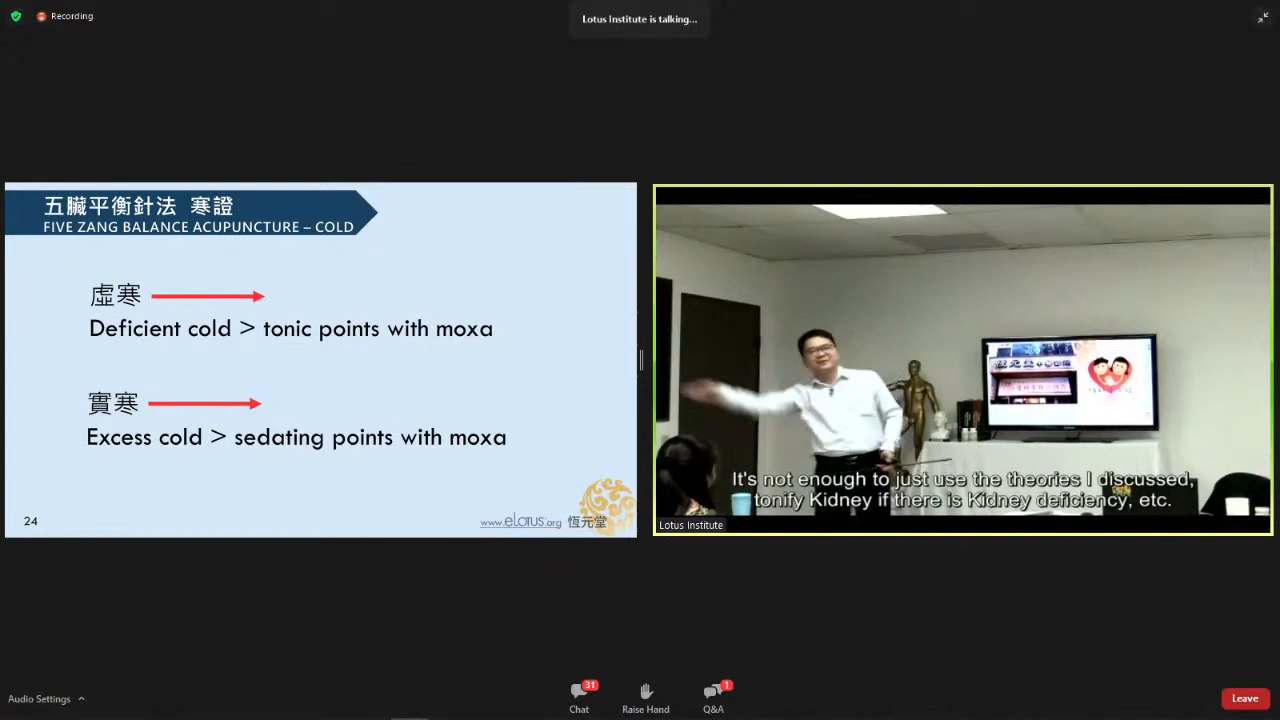 Recording
Lotus Institute is talking...
五臟平衡針法 寒證
FIVE ZANG BALANCE ACUPUNCTURE – COLD
虛寒
Deficient cold > tonic points with moxa
實寒
Excess cold > sedating points with moxa
24
www.eLotus.org 恆元堂
It's not enough to just use the theories I discussed,
tonify Kidney if there is Kidney deficiency, etc.
Lotus Institute
Audio Settings
31
Chat
Raise Hand
1
Q&A
Leave